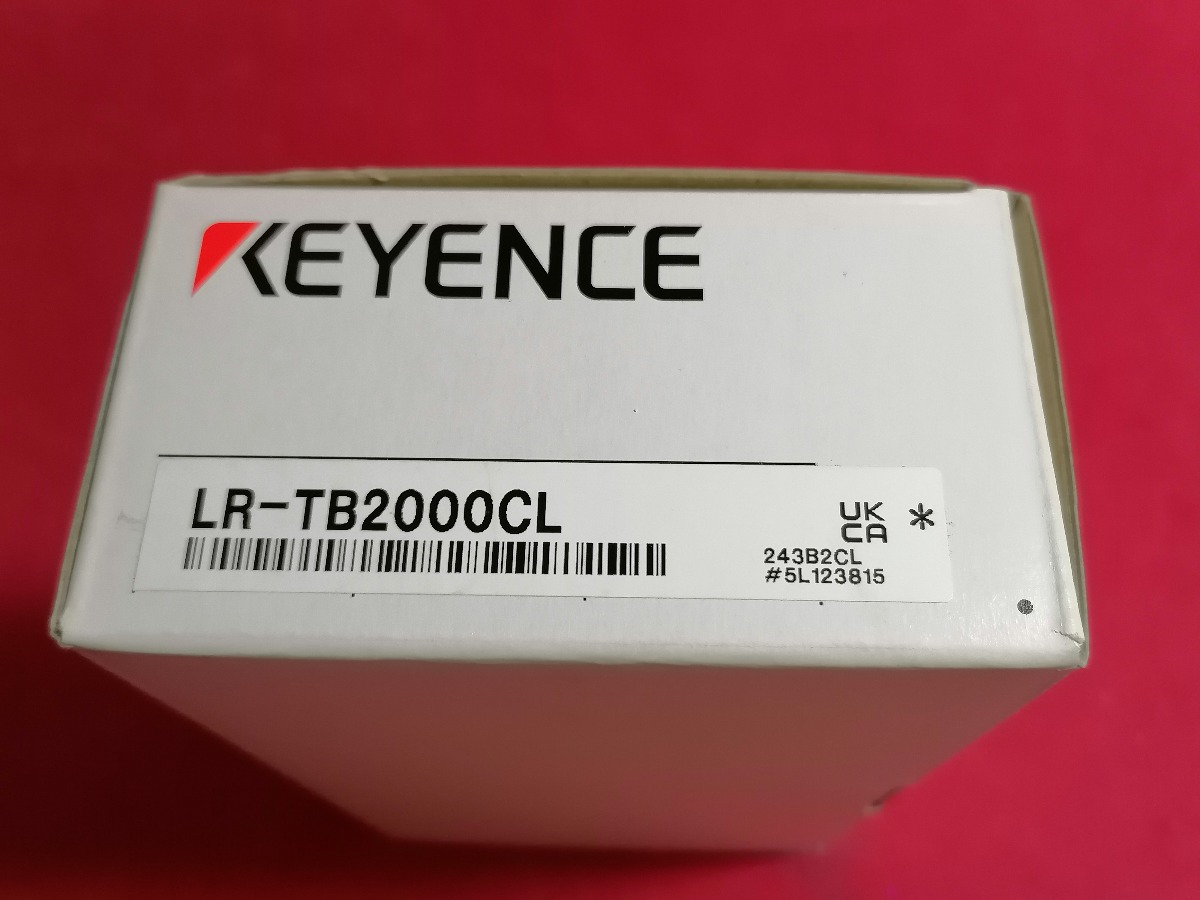 KEYENCE
LR-TB2000CL
UK
CA
*
243B2CL
#5L123815